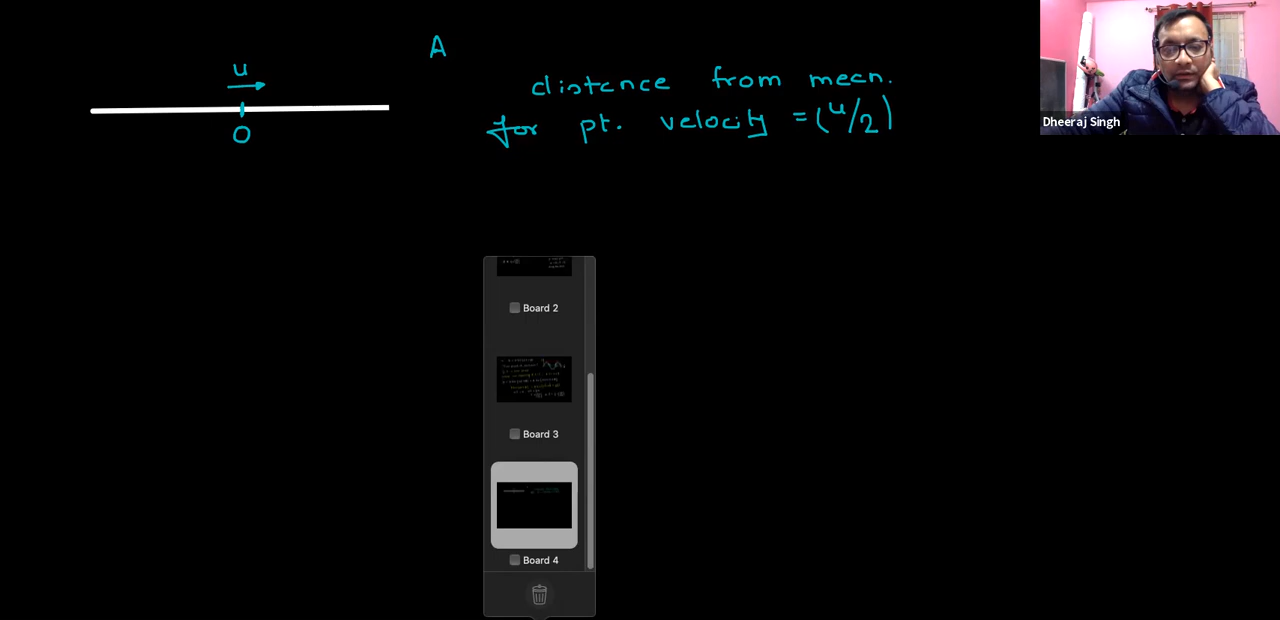 u
O
A
distance from mean.
for pt. velocity = (u/2)
Dheeraj Singh
Board 2
Board 3
Board 4